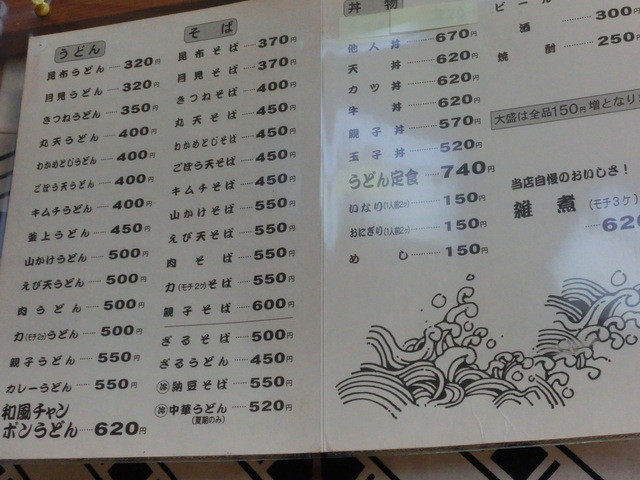 うどん
昆布うどん……320円
月見うどん……320円
きつねうどん……350円
丸天うどん……400円
わかめとじうどん……400円
ごぼう天うどん……400円
キムチうどん……400円
釜上うどん……450円
山かけうどん……500円
えび天うどん……500円
肉うどん……500円
力(モチ2ケ)うどん……500円
親子うどん……550円
カレーうどん……550円
和風チャン
ポンうどん……620円
そば
昆布そば……370円
月見そば……370円
きつねそば……400円
丸天そば……450円
わかめとじそば……450円
ごぼう天そば……450円
キムチそば……450円
山かけそば……550円
えび天そば……550円
肉そば……550円
力(モチ2ケ)そば……550円
親子そば……600円
ざるそば……500円
ざるうどん……450円
冷納豆そば……550円
冷中華うどん……520円
(夏期のみ)
丼物
他人丼……670円
天丼……620円
カツ丼……620円
牛丼……620円
親子丼……570円
玉子丼……520円
うどん定食……740円
いなり(1人前2ケ)……150円
おにぎり(1人前2ケ)……150円
めし……150円
ビール
酒……300円
焼酎……250円
大盛は全品150円増となりま
当店自慢のおいしさ!
雑煮(モチ3ケ)
……620